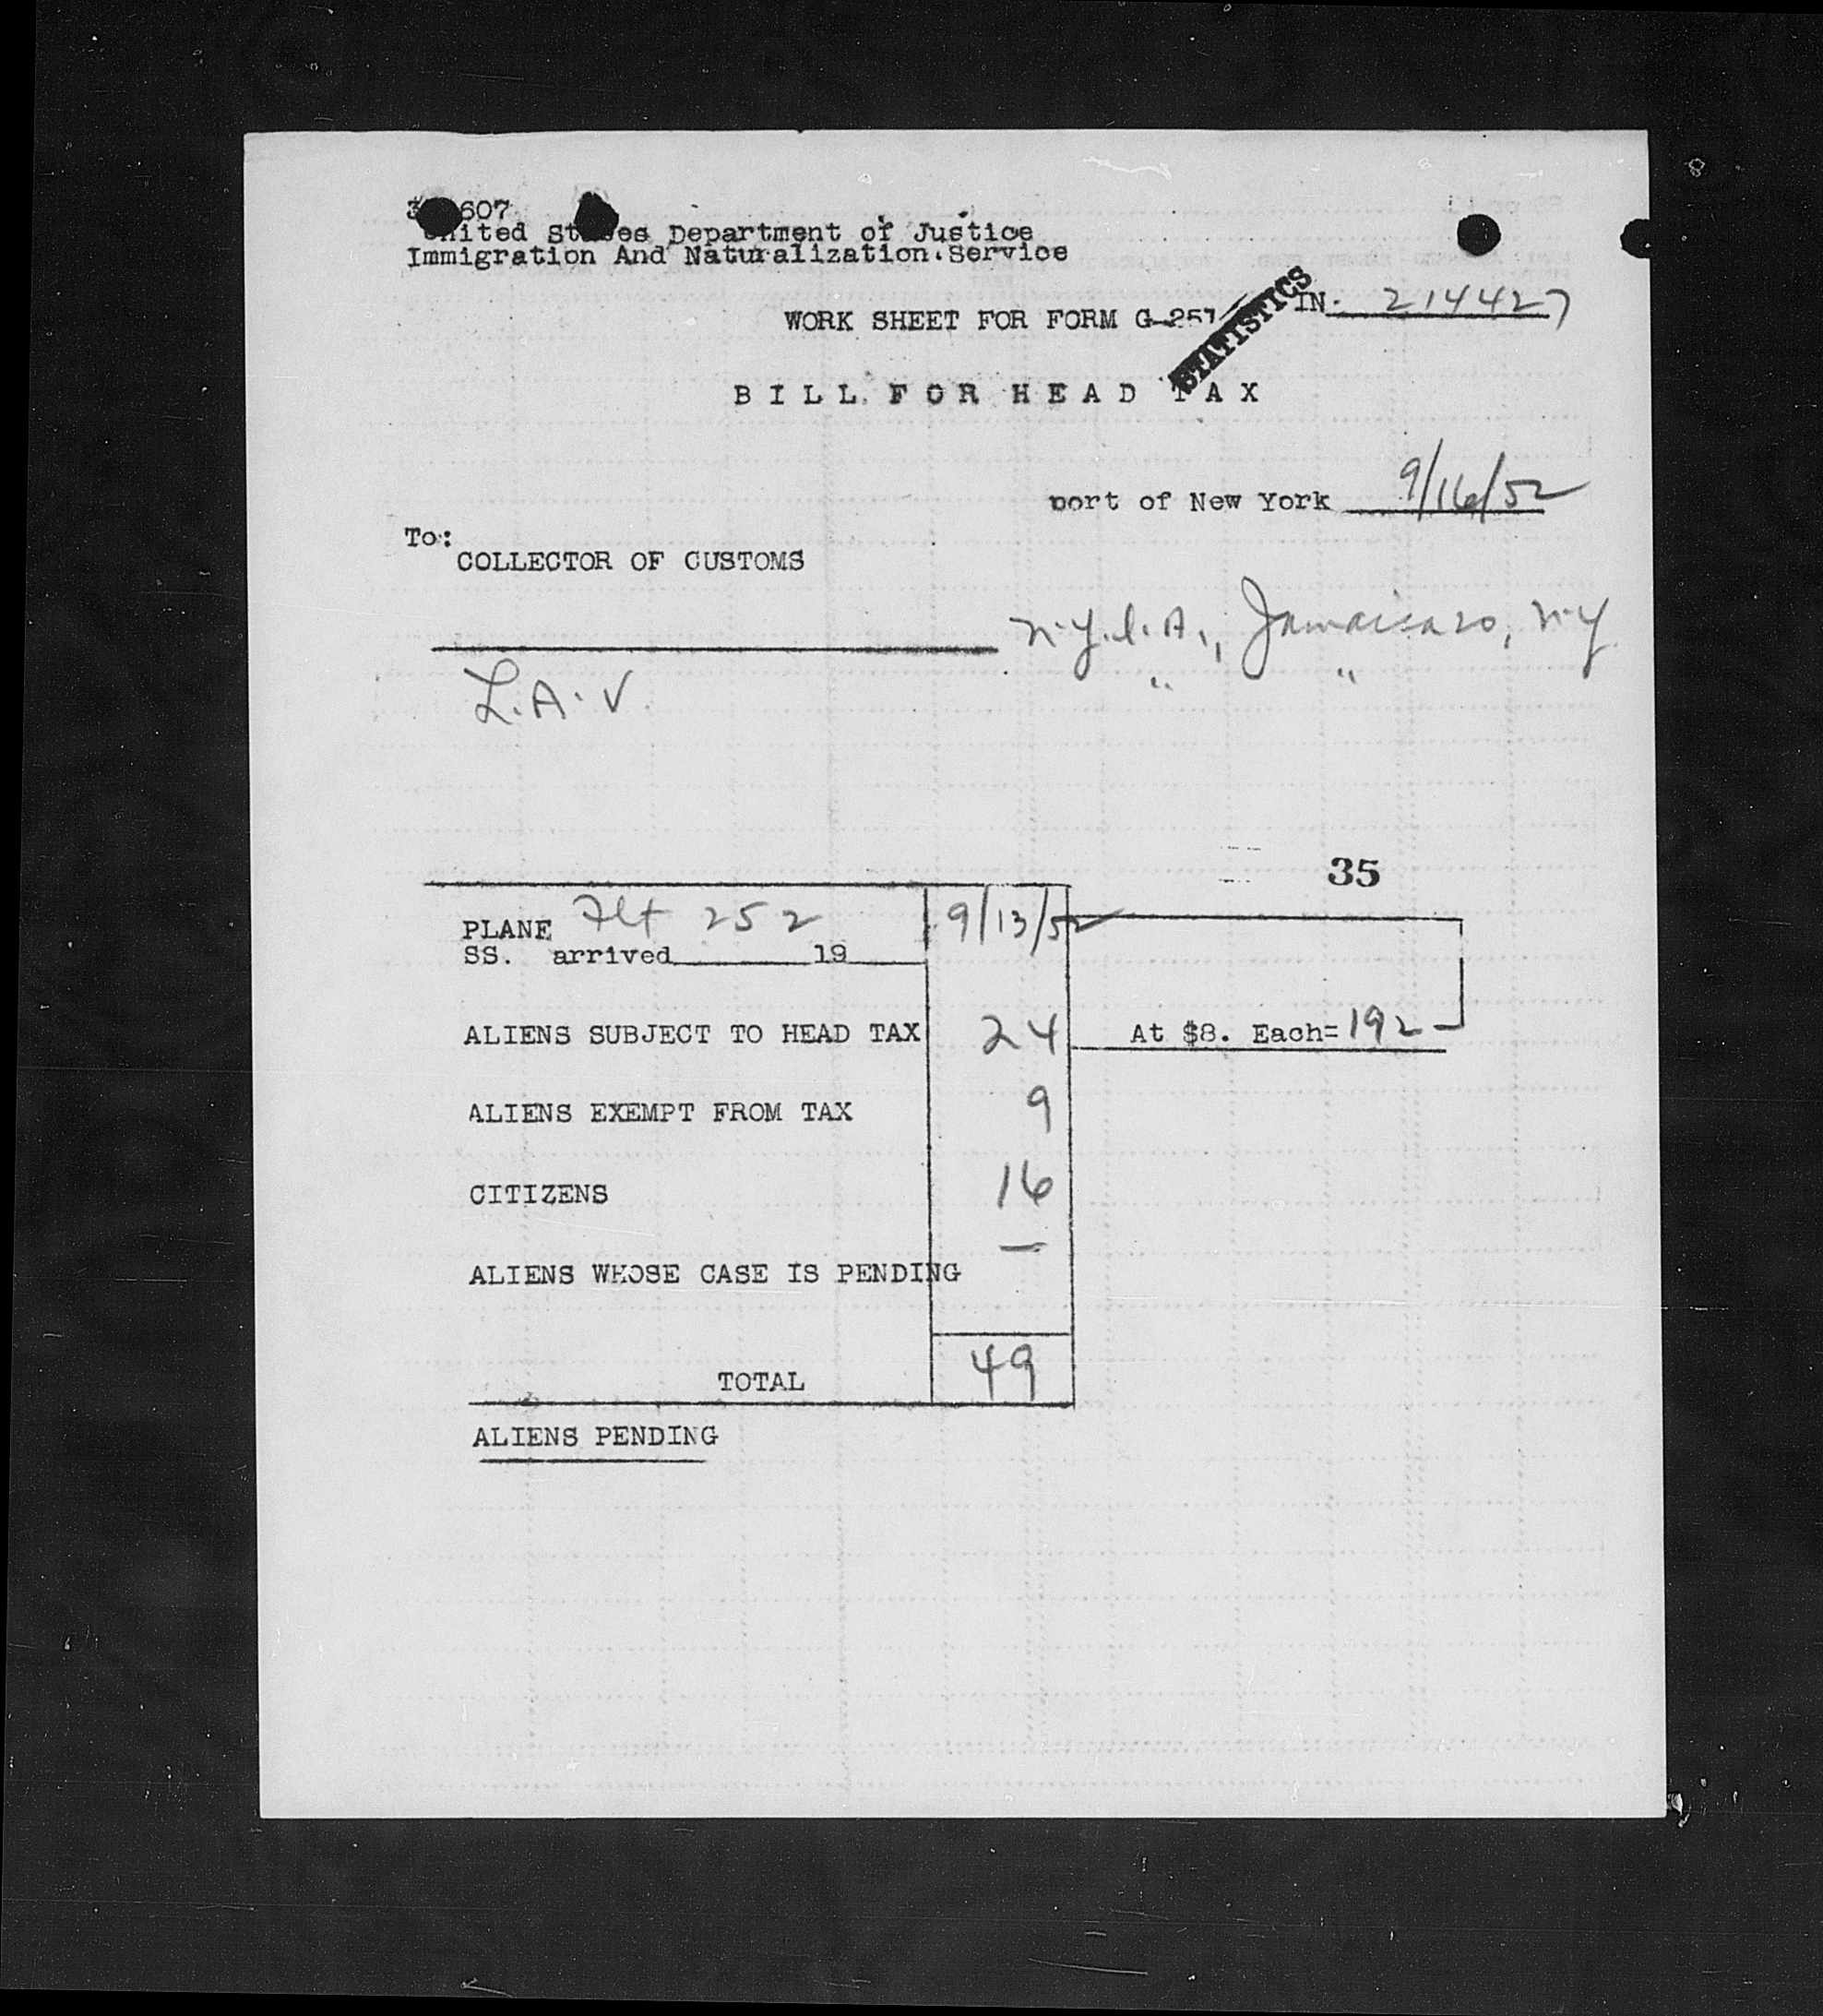 607
United States Department of Justice
Immigration And Naturalization Service
STATISTICS
WORK SHEET FOR FORM G-257 IN. 214427
BILL FOR HEAD TAX
port of New York 9/16/52
To:
COLLECTOR OF CUSTOMS
N.Y.I.A., Jamaica 20, N.Y
" "
L.A.V.
35
PLANE Flt 252 9/13/52
SS. arrived 19
ALIENS SUBJECT TO HEAD TAX 24 At $8. Each= 192—
ALIENS EXEMPT FROM TAX 9
CITIZENS 16
ALIENS WHOSE CASE IS PENDING —
TOTAL 49
ALIENS PENDING